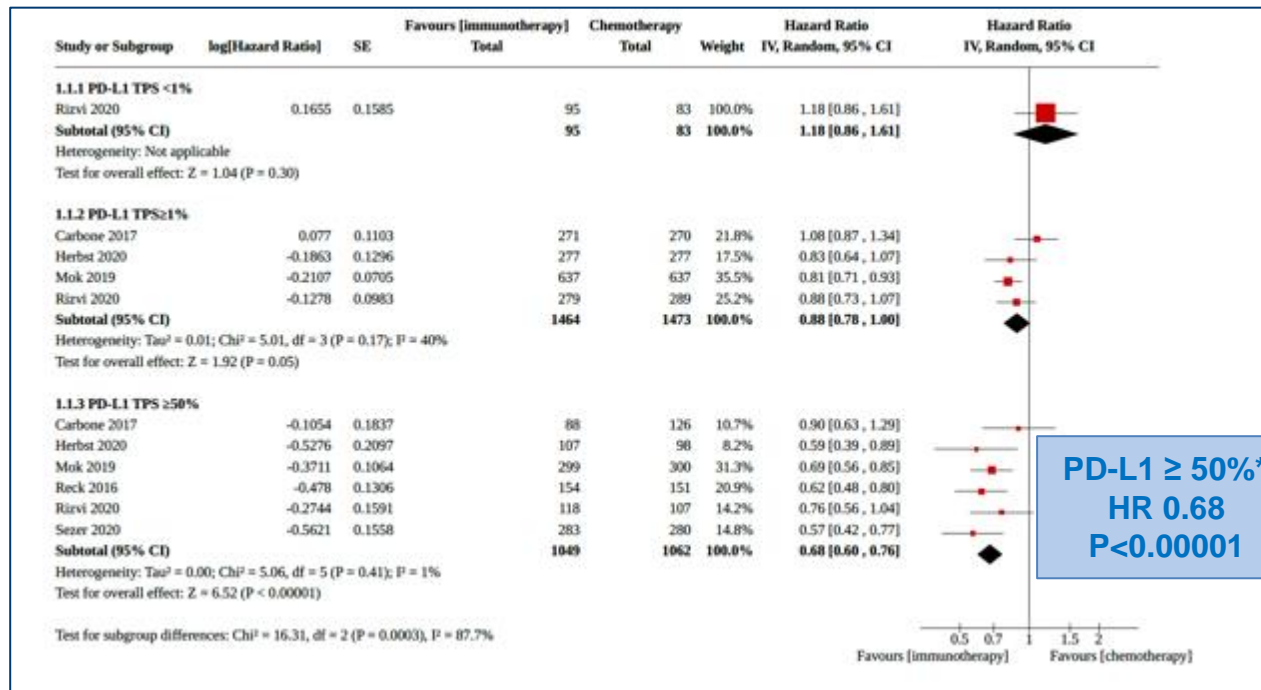 Favours [immunotherapy] Chemotherapy Hazard Ratio Hazard Ratio
Study or Subgroup log[Hazard Ratio] SE Total Total Weight IV, Random, 95% CI IV, Random, 95% CI
1.1.1 PD-L1 TPS <1%
Rizvi 2020 0.1655 0.1585 95 83 100.0% 1.18 [0.86 , 1.61]
Subtotal (95% CI) 95 83 100.0% 1.18 [0.86 , 1.61]
Heterogeneity: Not applicable
Test for overall effect: Z = 1.04 (P = 0.30)
1.1.2 PD-L1 TPS≥1%
Carbone 2017 0.077 0.1103 271 270 21.8% 1.08 [0.87 , 1.34]
Herbst 2020 -0.1863 0.1296 277 277 17.5% 0.83 [0.64 , 1.07]
Mok 2019 -0.2107 0.0705 637 637 35.5% 0.81 [0.71 , 0.93]
Rizvi 2020 -0.1278 0.0983 279 289 25.2% 0.88 [0.73 , 1.07]
Subtotal (95% CI) 1464 1473 100.0% 0.88 [0.78 , 1.00]
Heterogeneity: Tau² = 0.01; Chi² = 5.01, df = 3 (P = 0.17); I² = 40%
Test for overall effect: Z = 1.92 (P = 0.05)
1.1.3 PD-L1 TPS ≥50%
Carbone 2017 -0.1054 0.1837 88 126 10.7% 0.90 [0.63 , 1.29]
Herbst 2020 -0.5276 0.2097 107 98 8.2% 0.59 [0.39 , 0.89]
Mok 2019 -0.3711 0.1064 299 300 31.3% 0.69 [0.56 , 0.85]
Reck 2016 -0.478 0.1306 154 151 20.9% 0.62 [0.48 , 0.80]
Rizvi 2020 -0.2744 0.1591 118 107 14.2% 0.76 [0.56 , 1.04]
Sezer 2020 -0.5621 0.1558 283 280 14.8% 0.57 [0.42 , 0.77]
Subtotal (95% CI) 1049 1062 100.0% 0.68 [0.60 , 0.76]
Heterogeneity: Tau² = 0.00; Chi² = 5.06, df = 5 (P = 0.41); I² = 1%
Test for overall effect: Z = 6.52 (P < 0.00001)
PD-L1 ≥ 50%*
HR 0.68
P<0.00001
Test for subgroup differences: Chi² = 16.31, df = 2 (P = 0.0003), I² = 87.7%
0.5 0.7 1 1.5 2
Favours [immunotherapy] Favours [chemotherapy]